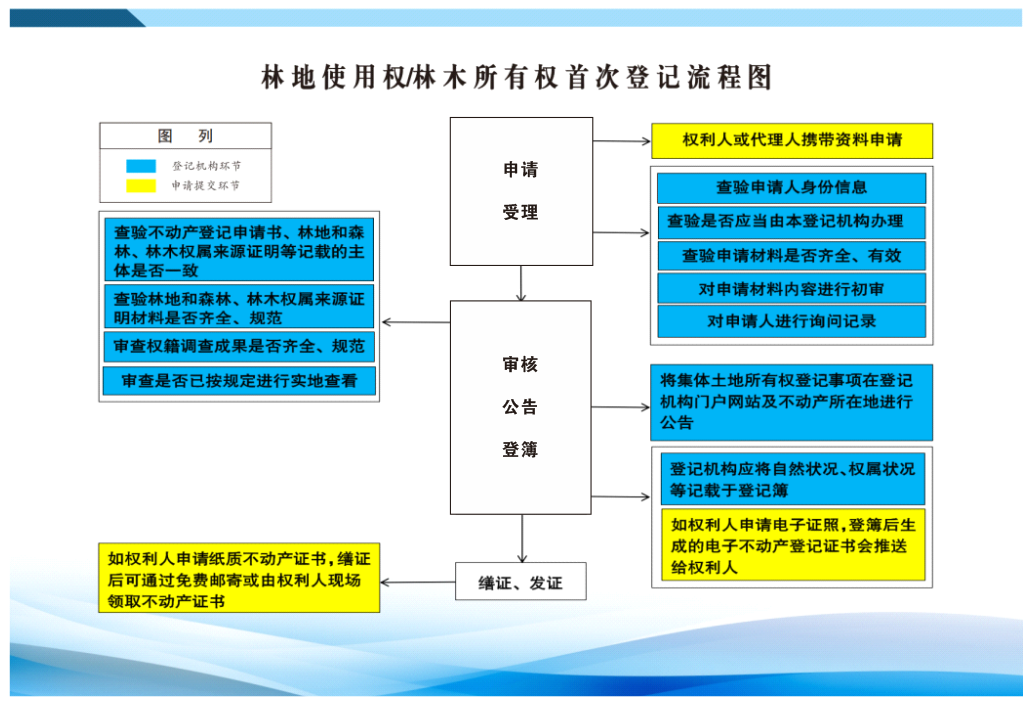 林地使用权/林木所有权首次登记流程图
图 列
登记机构环节
申请提交环节
申请
受理
权利人或代理人携带资料申请
查验申请人身份信息
查验是否应当由本登记机构办理
查验申请材料是否齐全、有效
对申请材料内容进行初审
对申请人进行询问记录
查验不动产登记申请书、林地和森
林、林木权属来源证明等记载的主
体是否一致
查验林地和森林、林木权属来源证
明材料是否齐全、规范
审查权籍调查成果是否齐全、规范
审查是否已按规定进行实地查看
审核
公告
登簿
将集体土地所有权登记事项在登记
机构门户网站及不动产所在地进行
公告
登记机构应将自然状况、权属状况
等记载于登记簿
如权利人申请电子证照,登簿后生
成的电子不动产登记证书会推送
给权利人
缮证、发证
如权利人申请纸质不动产证书,缮证
后可通过免费邮寄或由权利人现场
领取不动产证书